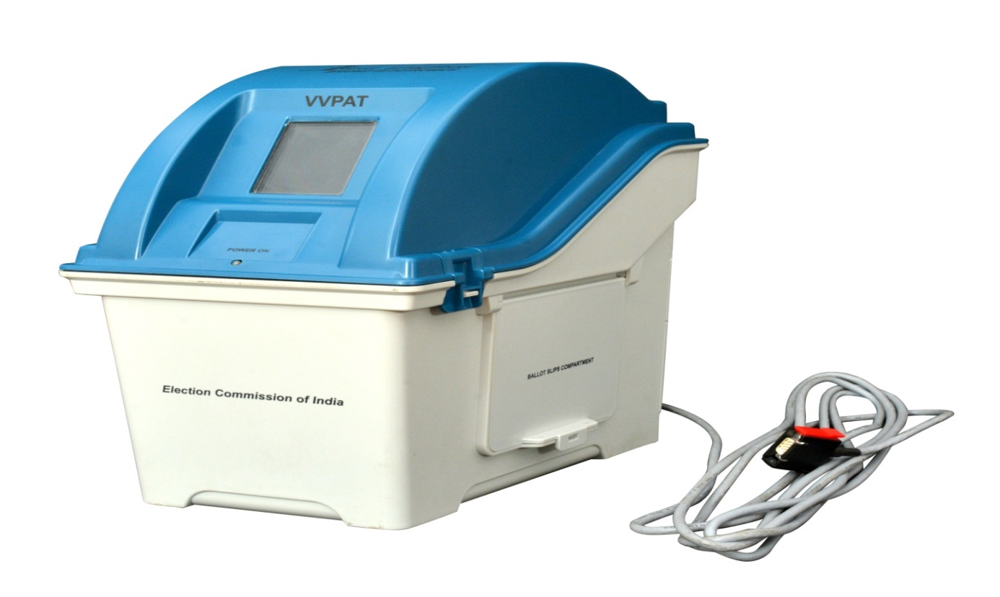 VVPAT
POWER ON
Election Commission of India
BALLOT SLIPS COMPARTMENT